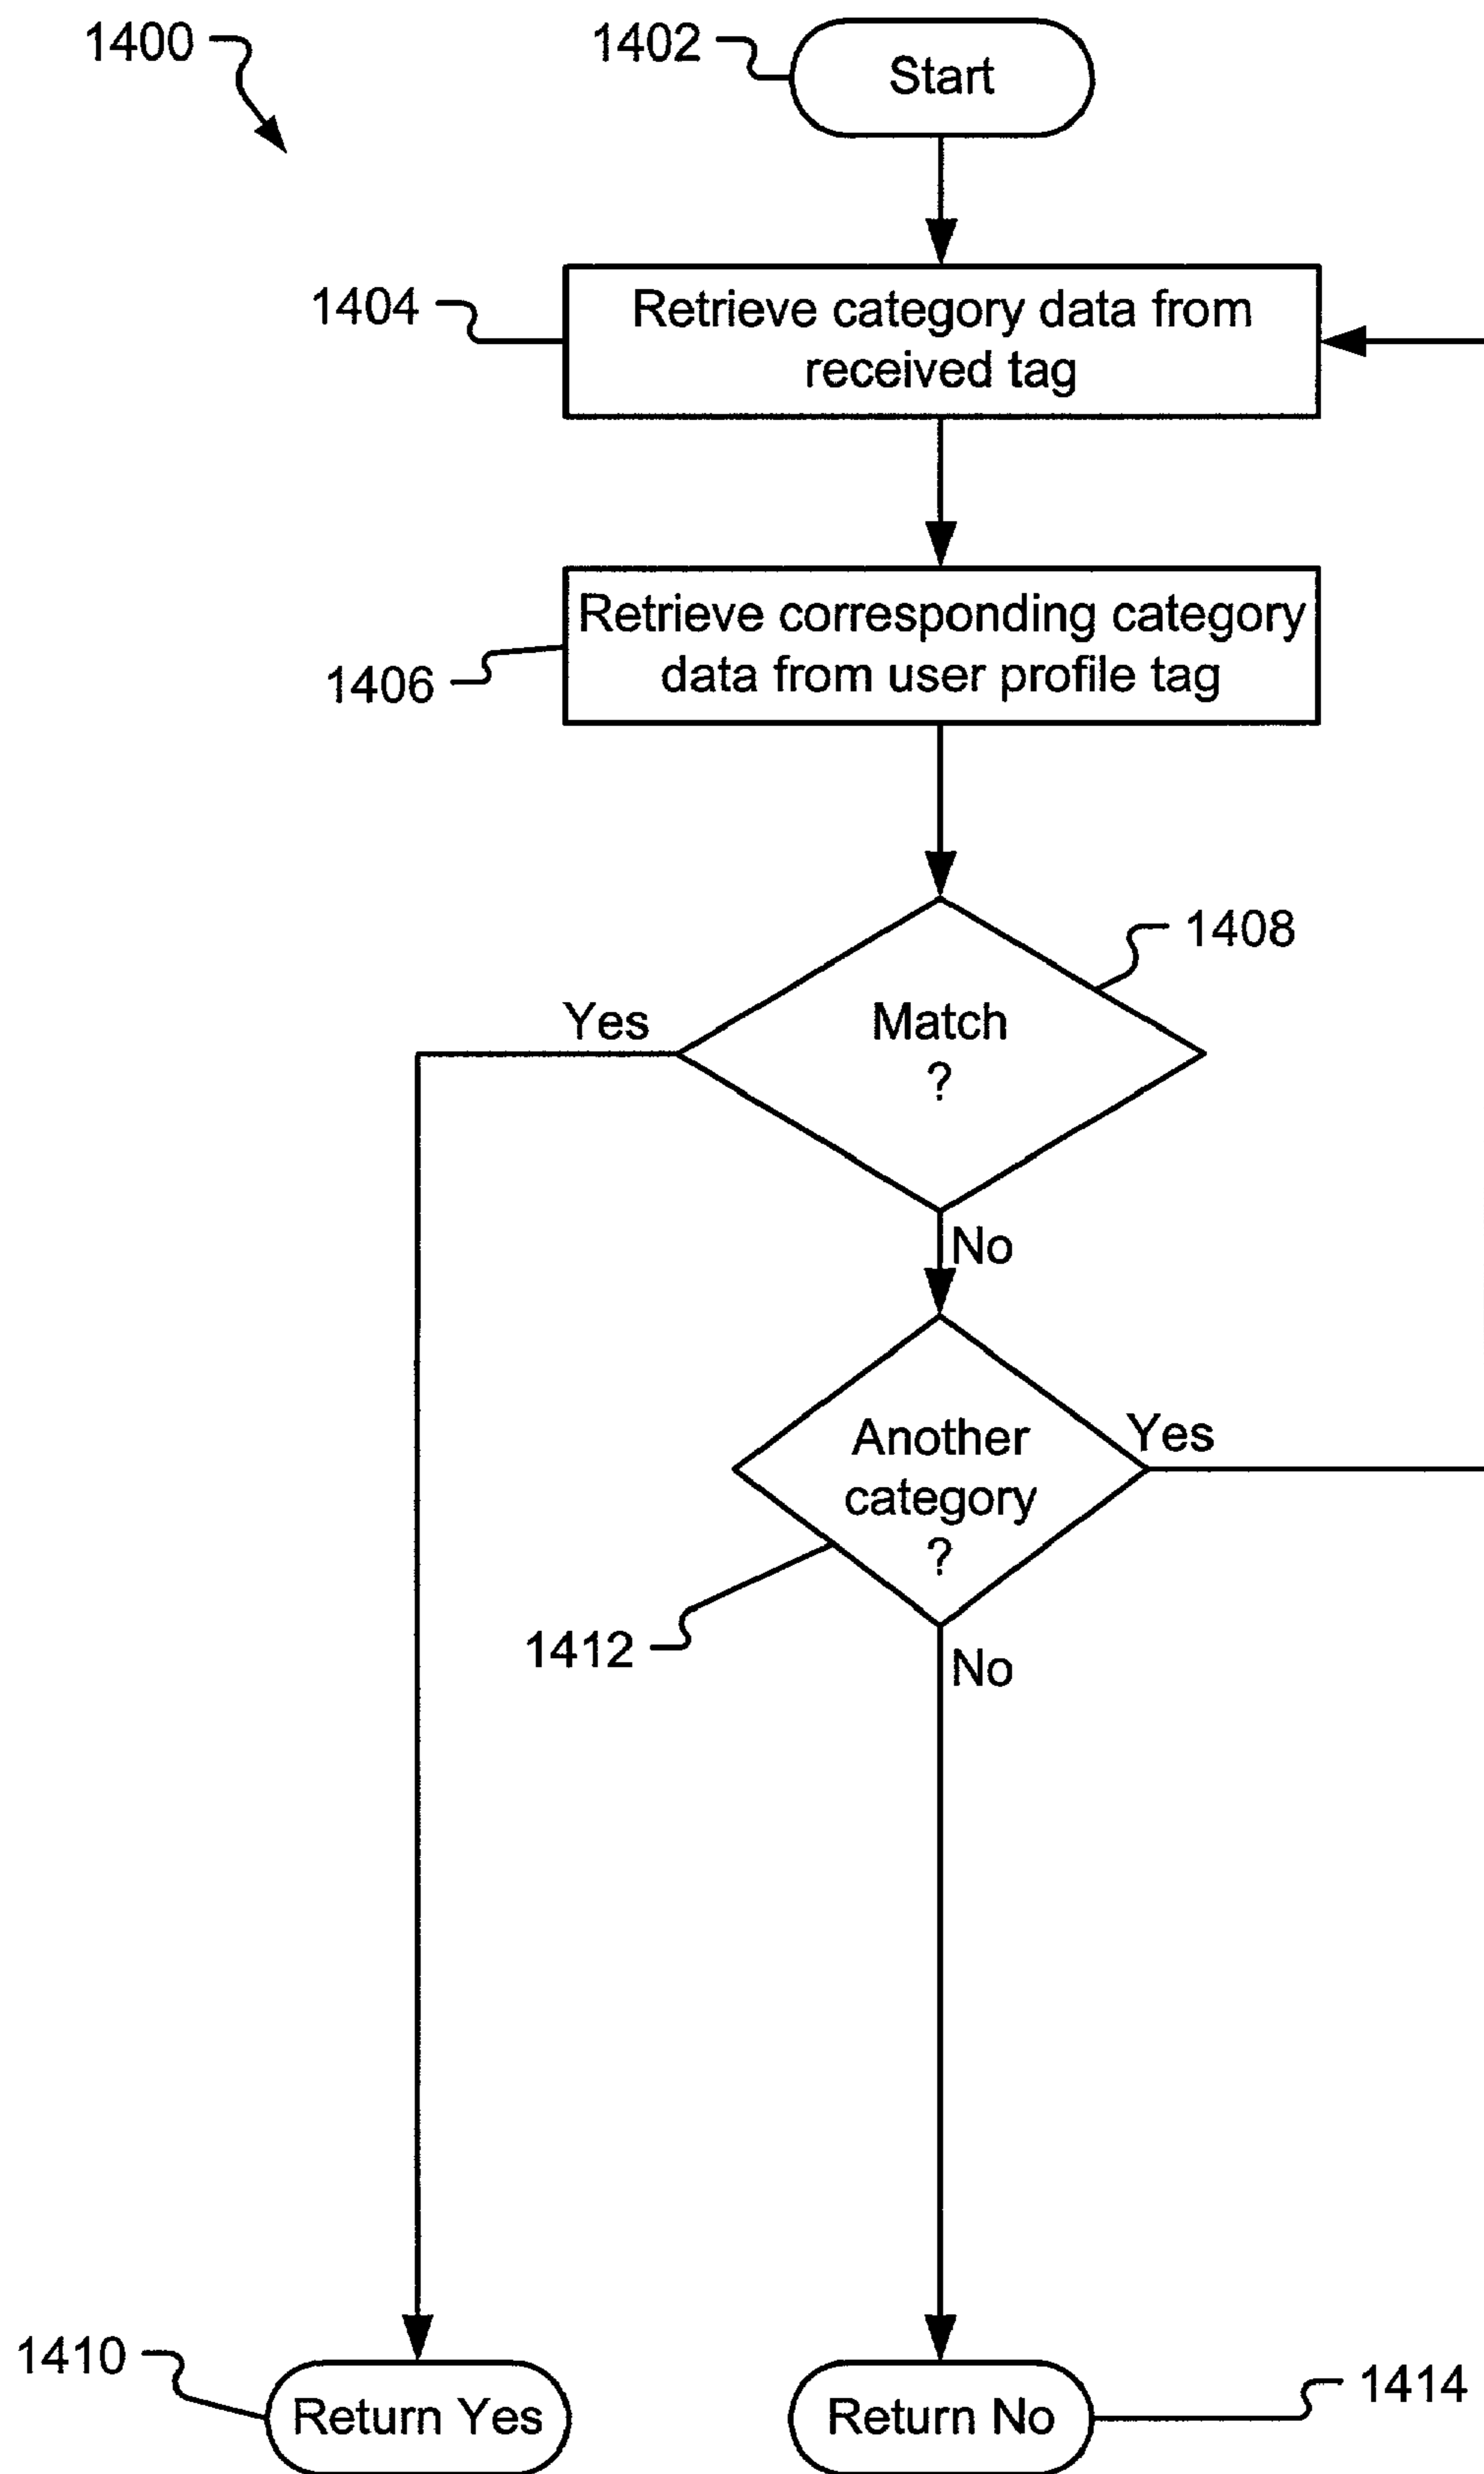 1400
1402
Start
1404
Retrieve category data from
received tag
Retrieve corresponding category
data from user profile tag
1406
1408
Yes
Match
?
No
Another
category
?
Yes
1412
No
1410
Return Yes
Return No
1414